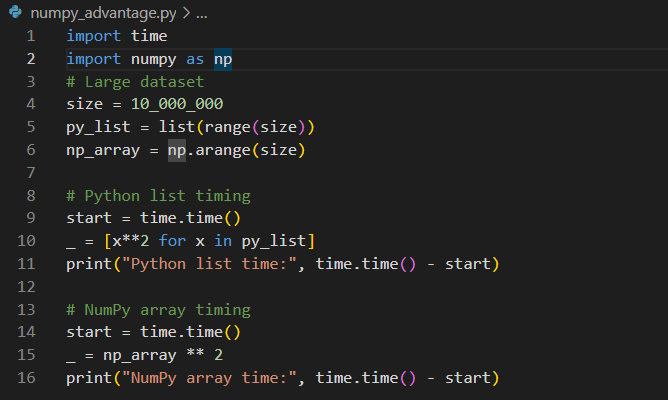 numpy_advantage.py > ...
1 import time
2 import numpy as np
3 # Large dataset
4 size = 10_000_000
5 py_list = list(range(size))
6 np_array = np.arange(size)
7
8 # Python list timing
9 start = time.time()
10 _ = [x**2 for x in py_list]
11 print("Python list time:", time.time() - start)
12
13 # NumPy array timing
14 start = time.time()
15 _ = np_array ** 2
16 print("NumPy array time:", time.time() - start)